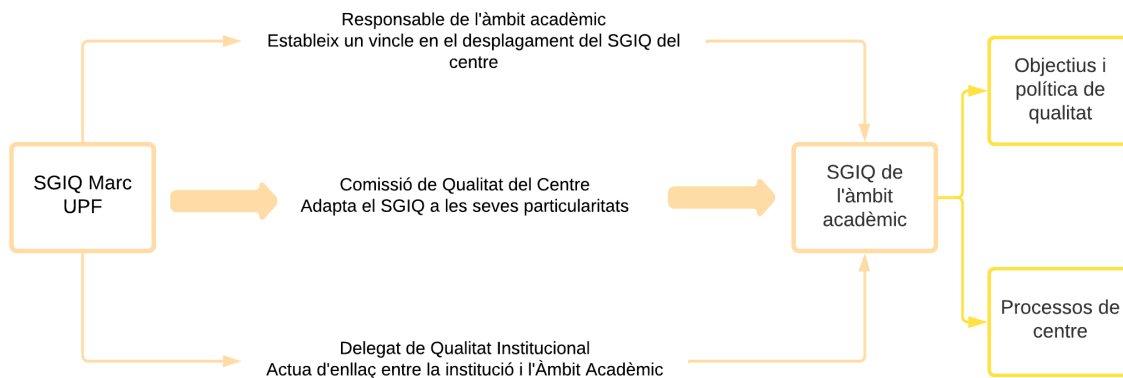 Responsable de l'àmbit acadèmic
Estableix un vincle en el desplagament del SGIQ del
centre
SGIQ Marc
UPF
Comissió de Qualitat del Centre
Adapta el SGIQ a les seves particularitats
Delegat de Qualitat Institucional
Actua d'enllaç entre la institució i l'Àmbit Acadèmic
SGIQ de
l'àmbit
acadèmic
Objectius i
política de
qualitat
Processos de
centre